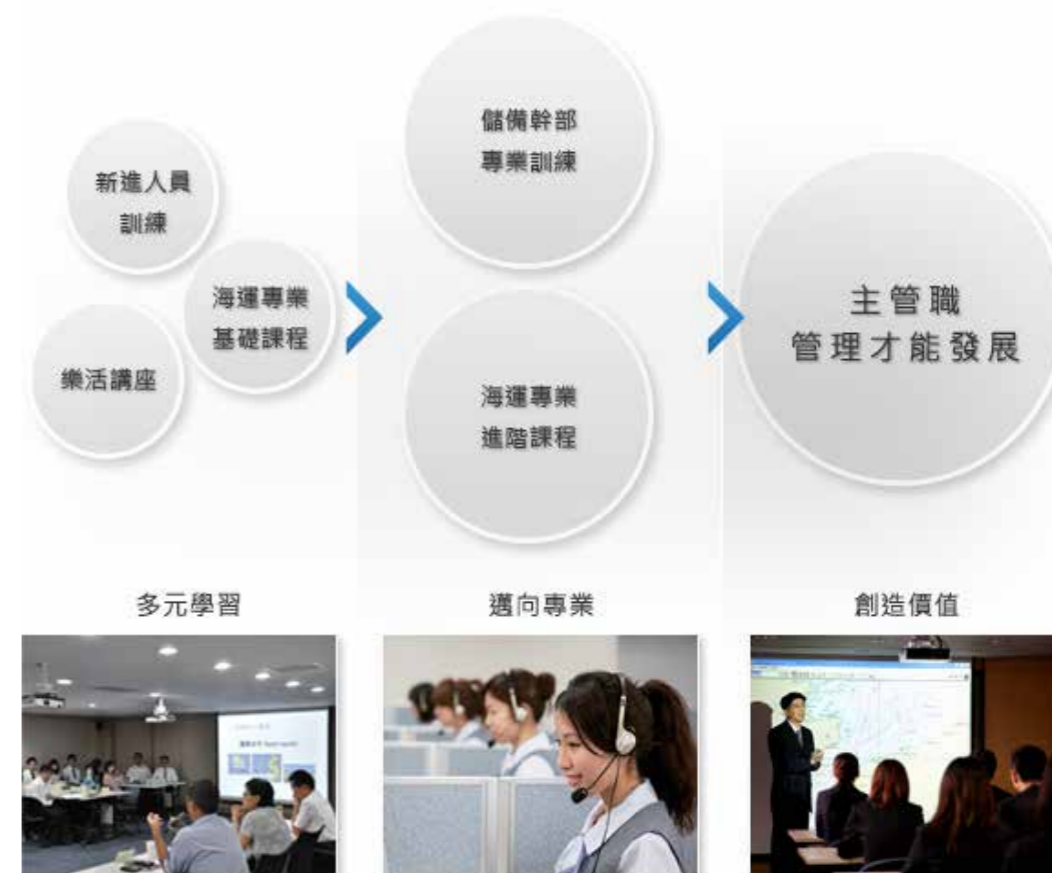 新進人員
訓練
海運專業
基礎課程
樂活講座
儲備幹部
專業訓練
海運專業
進階課程
主管職
管理才能發展
多元學習
邁向專業
創造價值